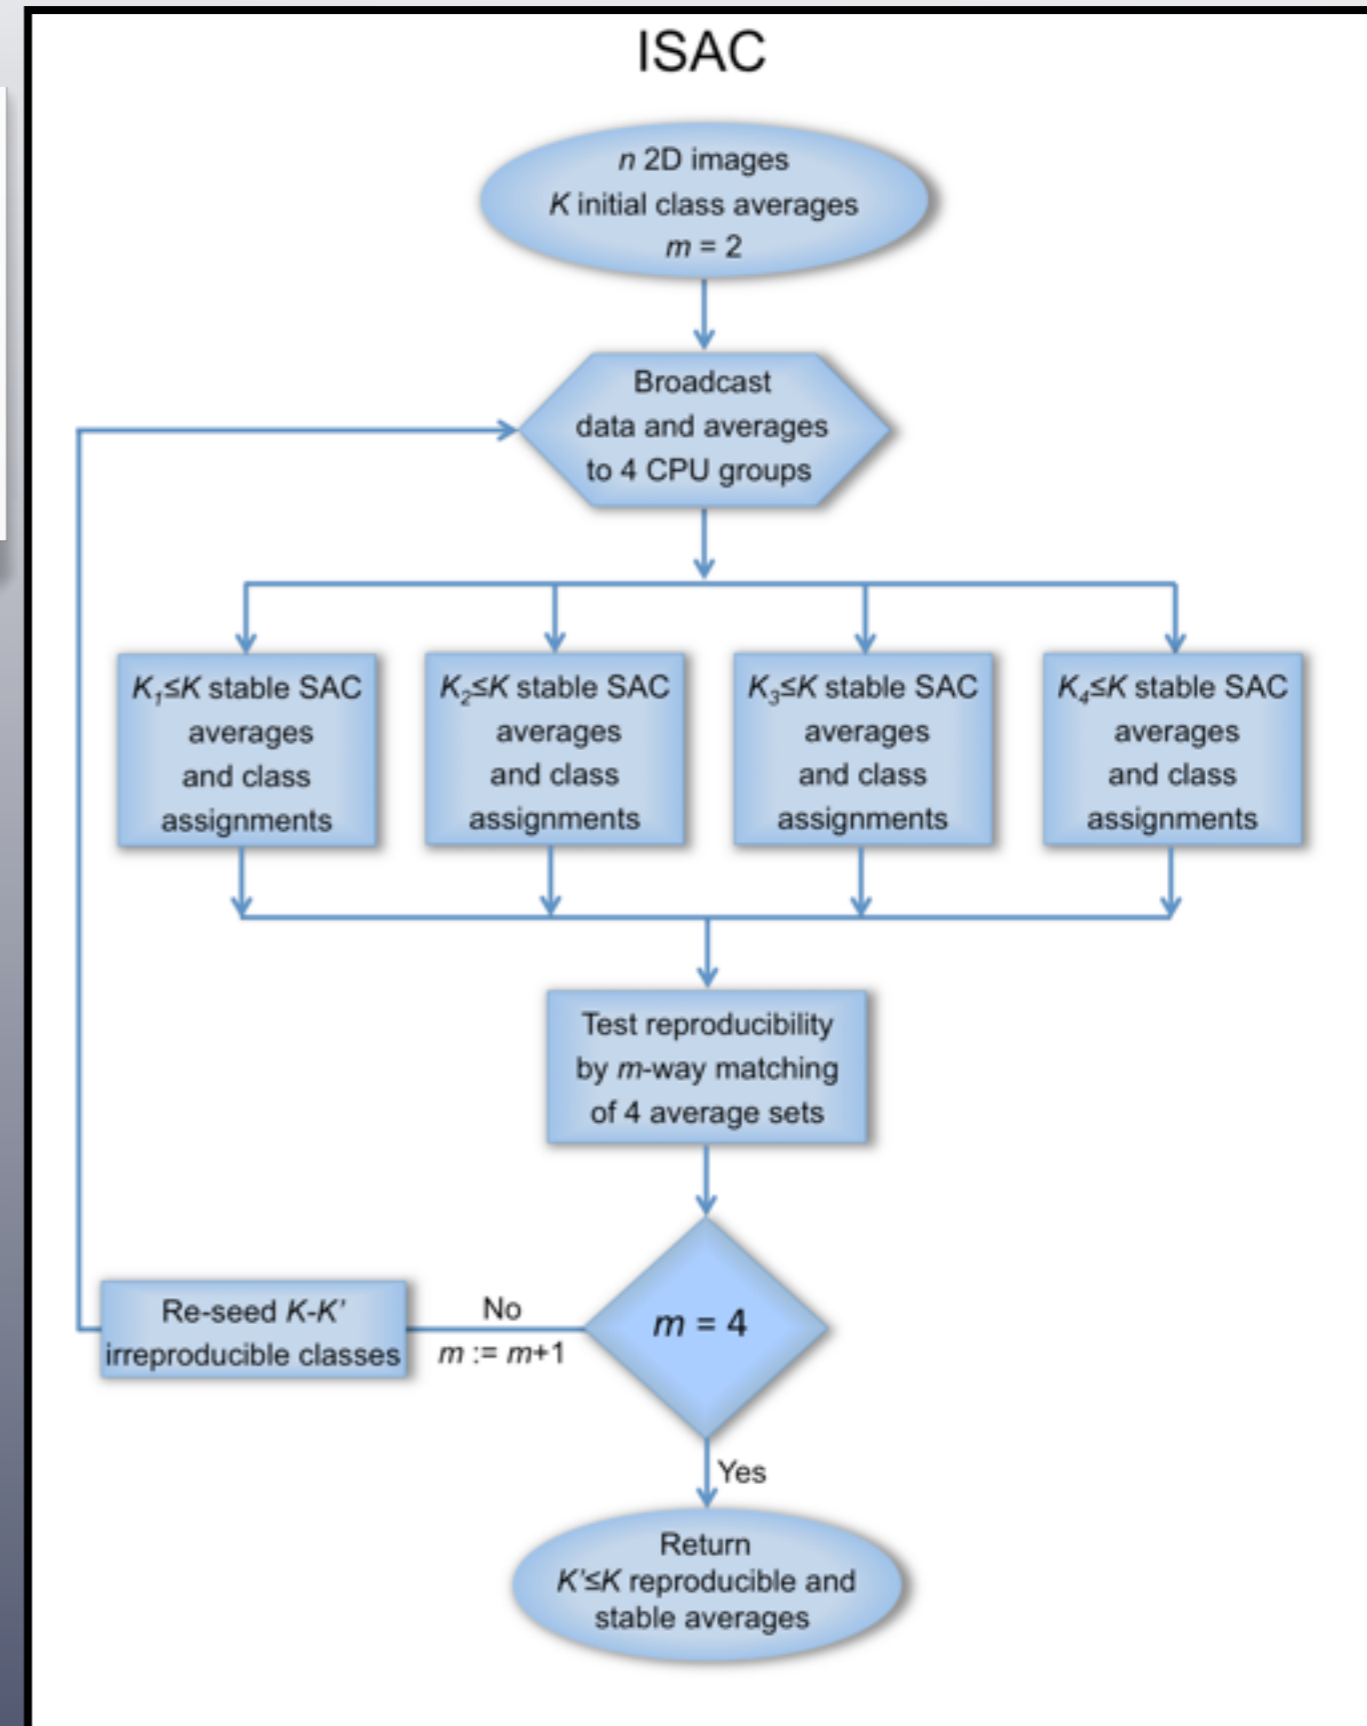 ISAC
n 2D images
K initial class averages
m = 2
Broadcast
data and averages
to 4 CPU groups
K₁≤K stable SAC
averages
and class
assignments
K₂≤K stable SAC
averages
and class
assignments
K₃≤K stable SAC
averages
and class
assignments
K₄≤K stable SAC
averages
and class
assignments
Test reproducibility
by m-way matching
of 4 average sets
m = 4
No
m := m+1
Re-seed K-K’
irreproducible classes
Yes
Return
K’≤K reproducible and
stable averages